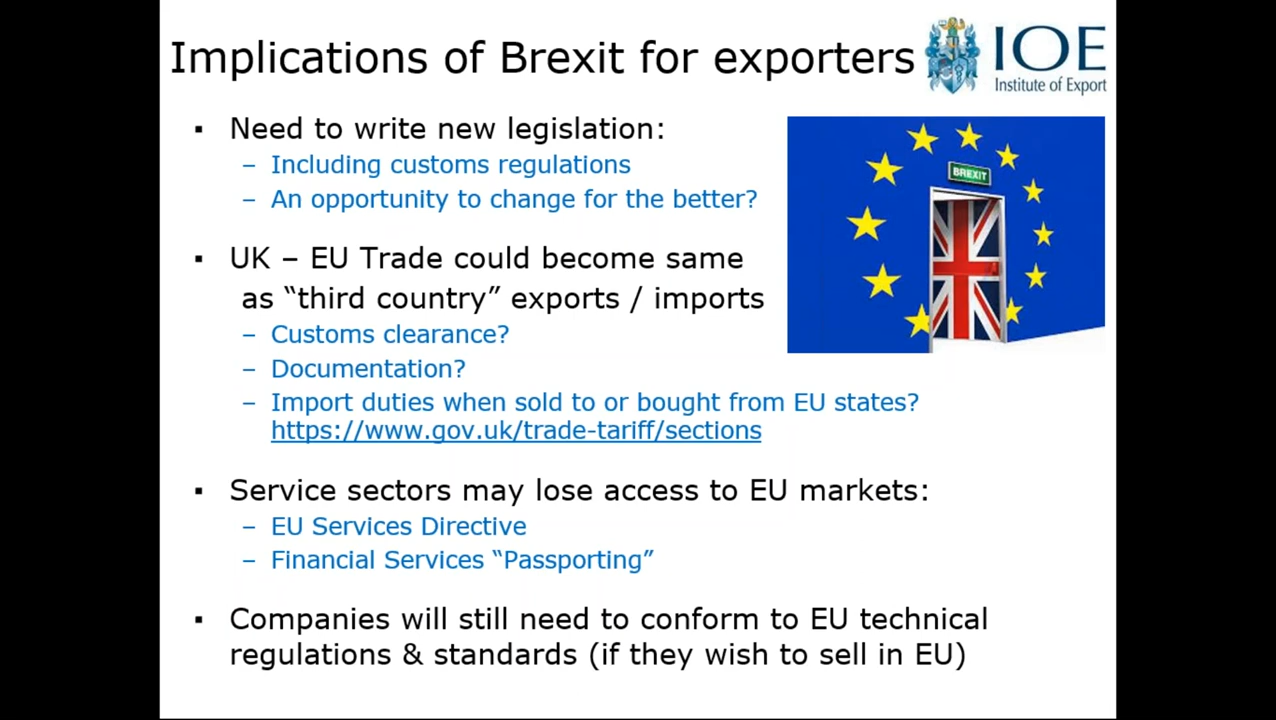 Implications of Brexit for exporters
IOE
Institute of Export
▪ Need to write new legislation:
– Including customs regulations
– An opportunity to change for the better?
BREXIT
▪ UK – EU Trade could become same
as “third country” exports / imports
– Customs clearance?
– Documentation?
– Import duties when sold to or bought from EU states?
https://www.gov.uk/trade-tariff/sections
▪ Service sectors may lose access to EU markets:
– EU Services Directive
– Financial Services “Passporting”
▪ Companies will still need to conform to EU technical
regulations & standards (if they wish to sell in EU)